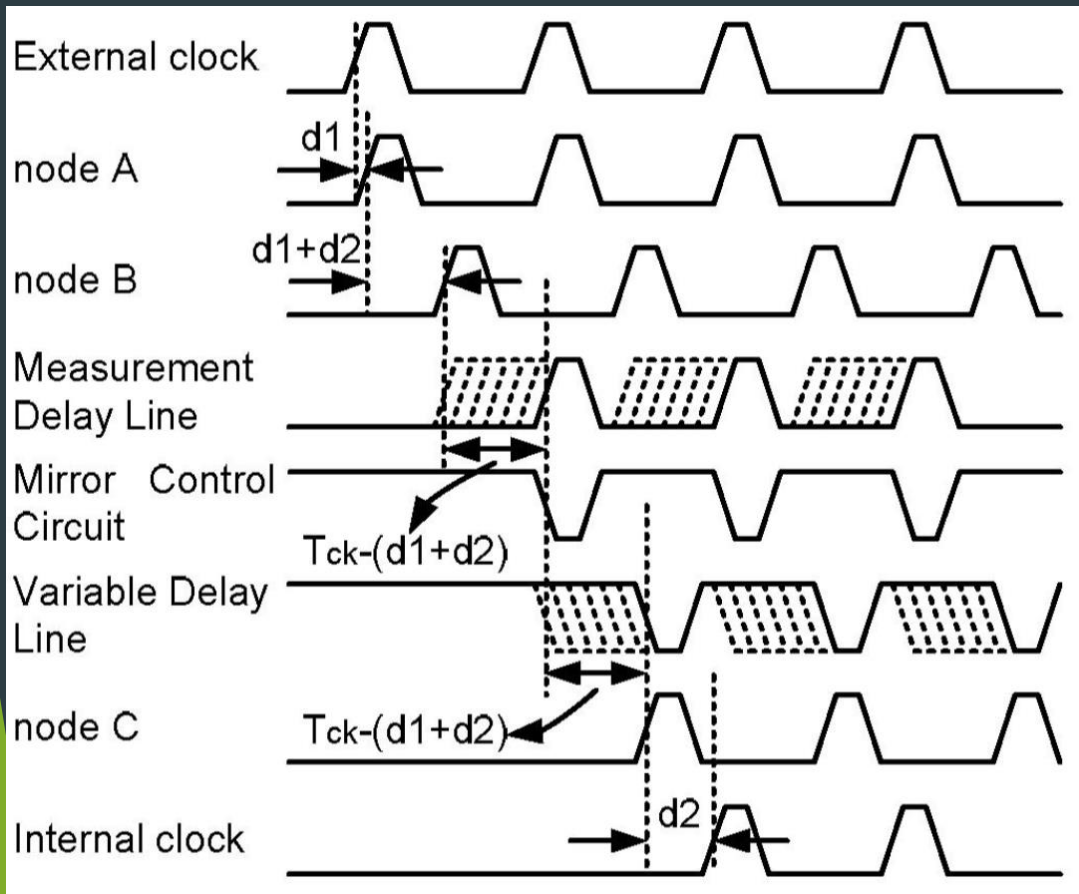 External clock
d1
node A
d1+d2
node B
Measurement
Delay Line
Mirror Control
Circuit
Tck-(d1+d2)
Variable Delay
Line
node C
Tck-(d1+d2)
d2
Internal clock